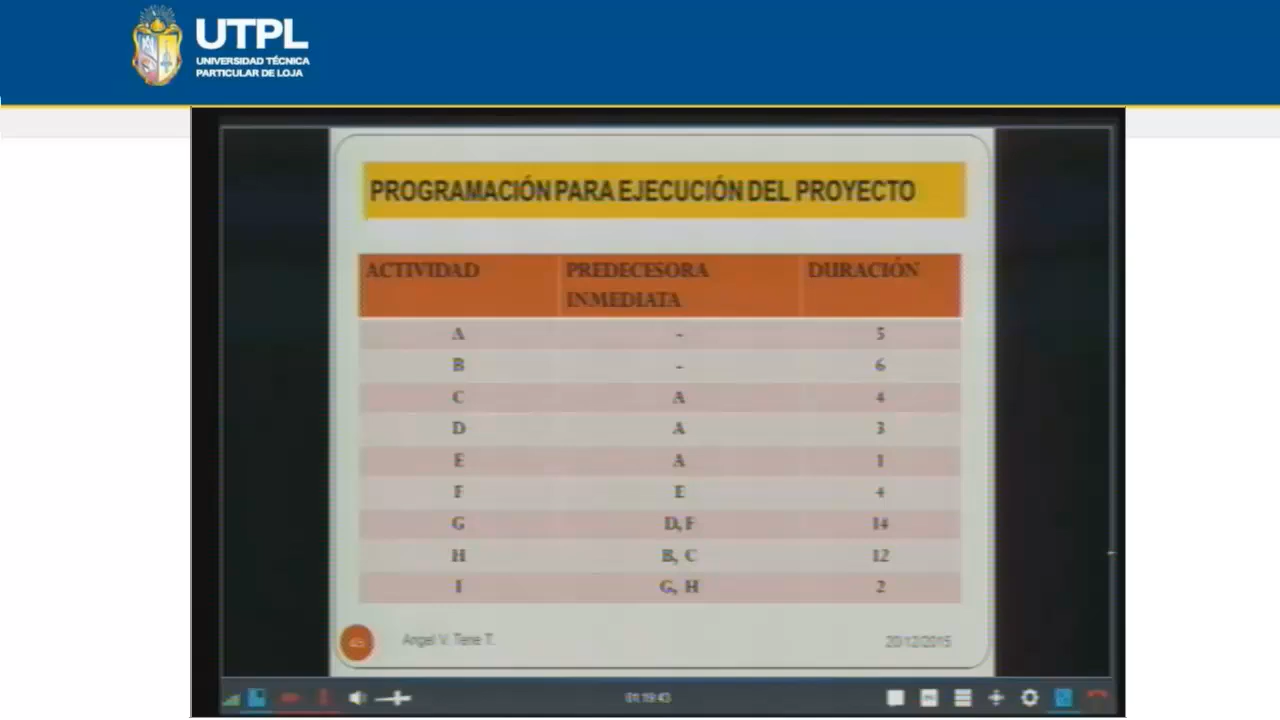 UTPL
UNIVERSIDAD TÉCNICA
PARTICULAR DE LOJA
PROGRAMACIÓN PARA EJECUCIÓN DEL PROYECTO
ACTIVIDAD PREDECESORA INMEDIATA DURACIÓN
A - 5
B - 6
C A 4
D A 3
E A 1
F E 4
G D, F 14
H B, C 12
I G, H 2
45 Angel V. Tene T. 20/12/2015
01:19:43